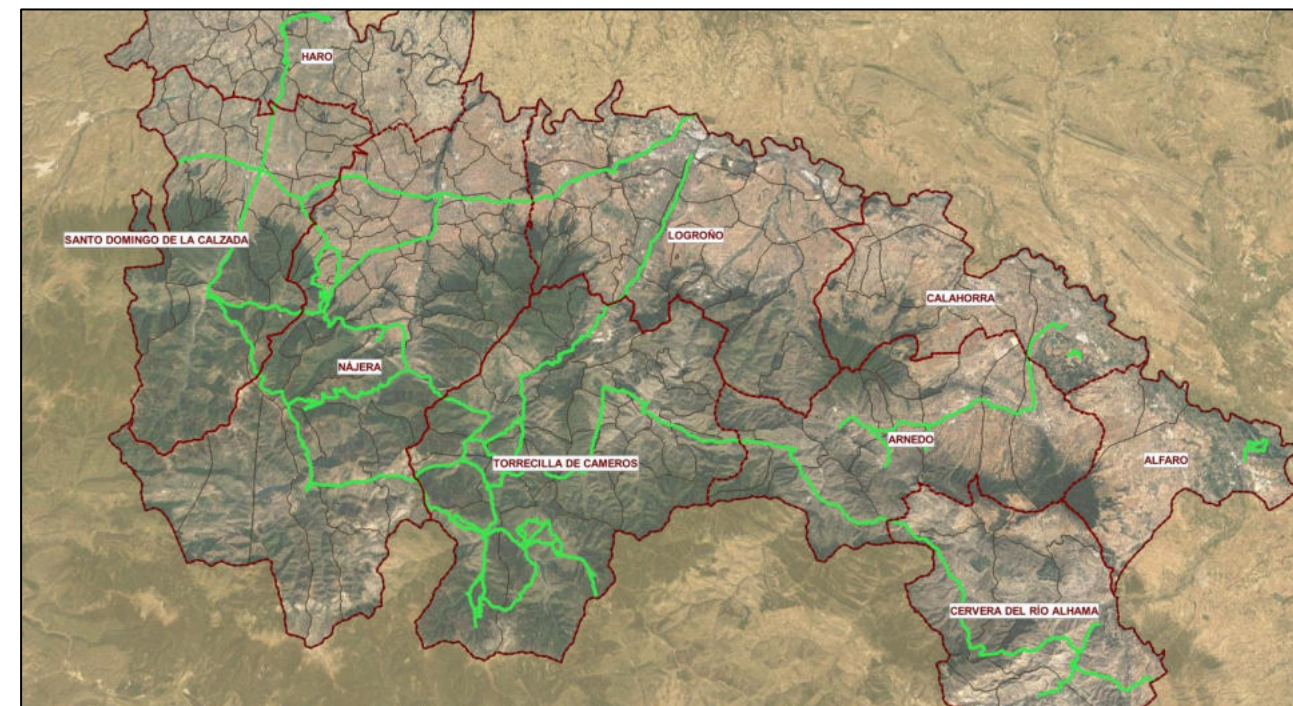 HARO
SANTO DOMINGO DE LA CALZADA
LOGROÑO
CALAHORRA
NÁJERA
ARNEDO
TORRECILLA DE CAMEROS
ALFARO
CERVERA DEL RÍO ALHAMA